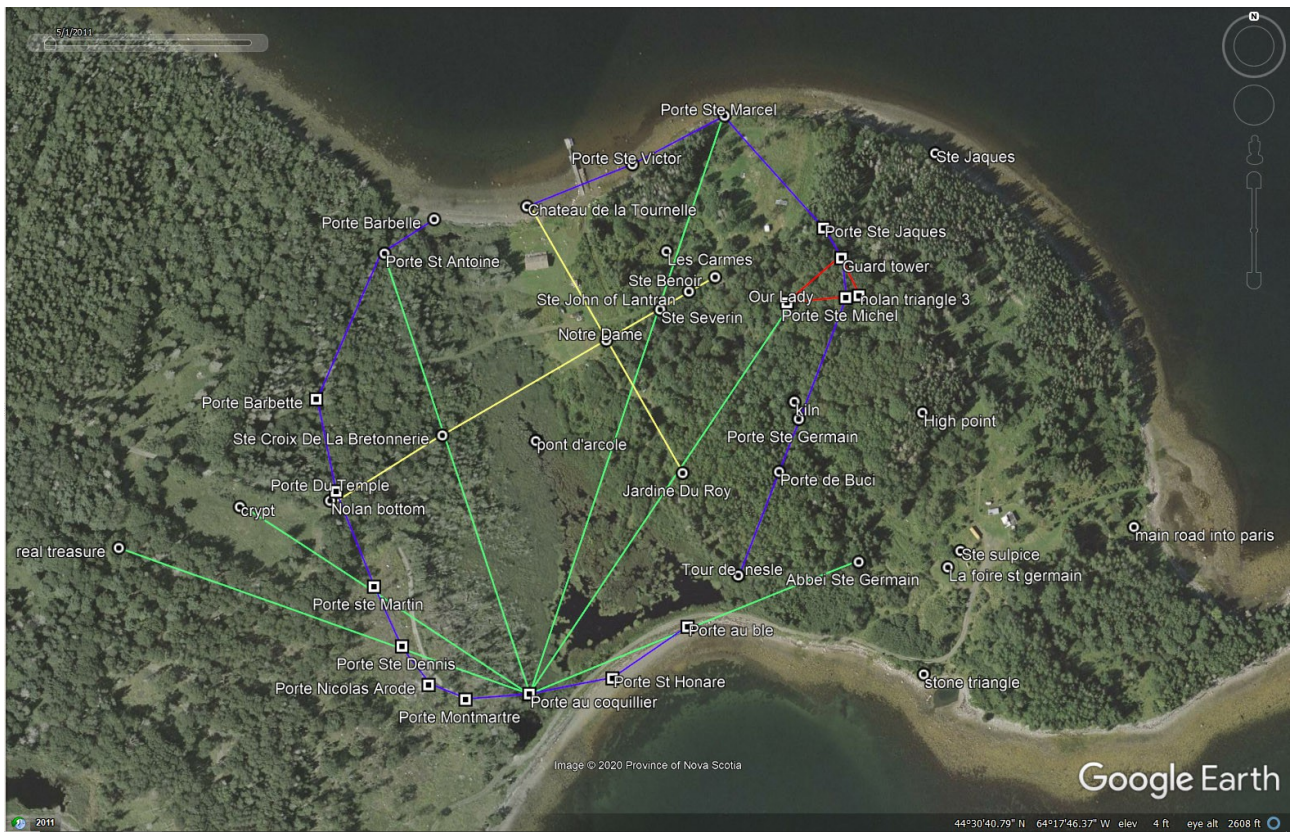 N
5/1/2011
Porte Ste Marcel
Porte Ste Victor
Ste Jaques
Chateau de la Tournelle
Porte Barbelle
Porte Ste Jaques
Porte St Antoine
Les Carmes
Guard tower
Ste Benoir
Ste John of Lantran
Our Lady
nolan triangle 3
Ste Severin
Porte Ste Michel
Notre Dame
Porte Barbette
kiln
High point
Ste Croix De La Bretonnerie
pont d'arcole
Porte Ste Germain
Porte de Buci
Porte Du Temple
Jardine Du Roy
crypt
Nolan bottom
main road into paris
real treasure
Ste sulpice
Tour de nesle
Abbei Ste Germain
La foire st germain
Porte ste Martin
Porte au ble
Porte Ste Dennis
Porte St Honare
stone triangle
Porte Nicolas Arode
Porte au coquillier
Porte Montmartre
Image © 2020 Province of Nova Scotia
Google Earth
2011
44°30'40.79" N 64°17'46.37" W elev 4 ft eye alt 2608 ft